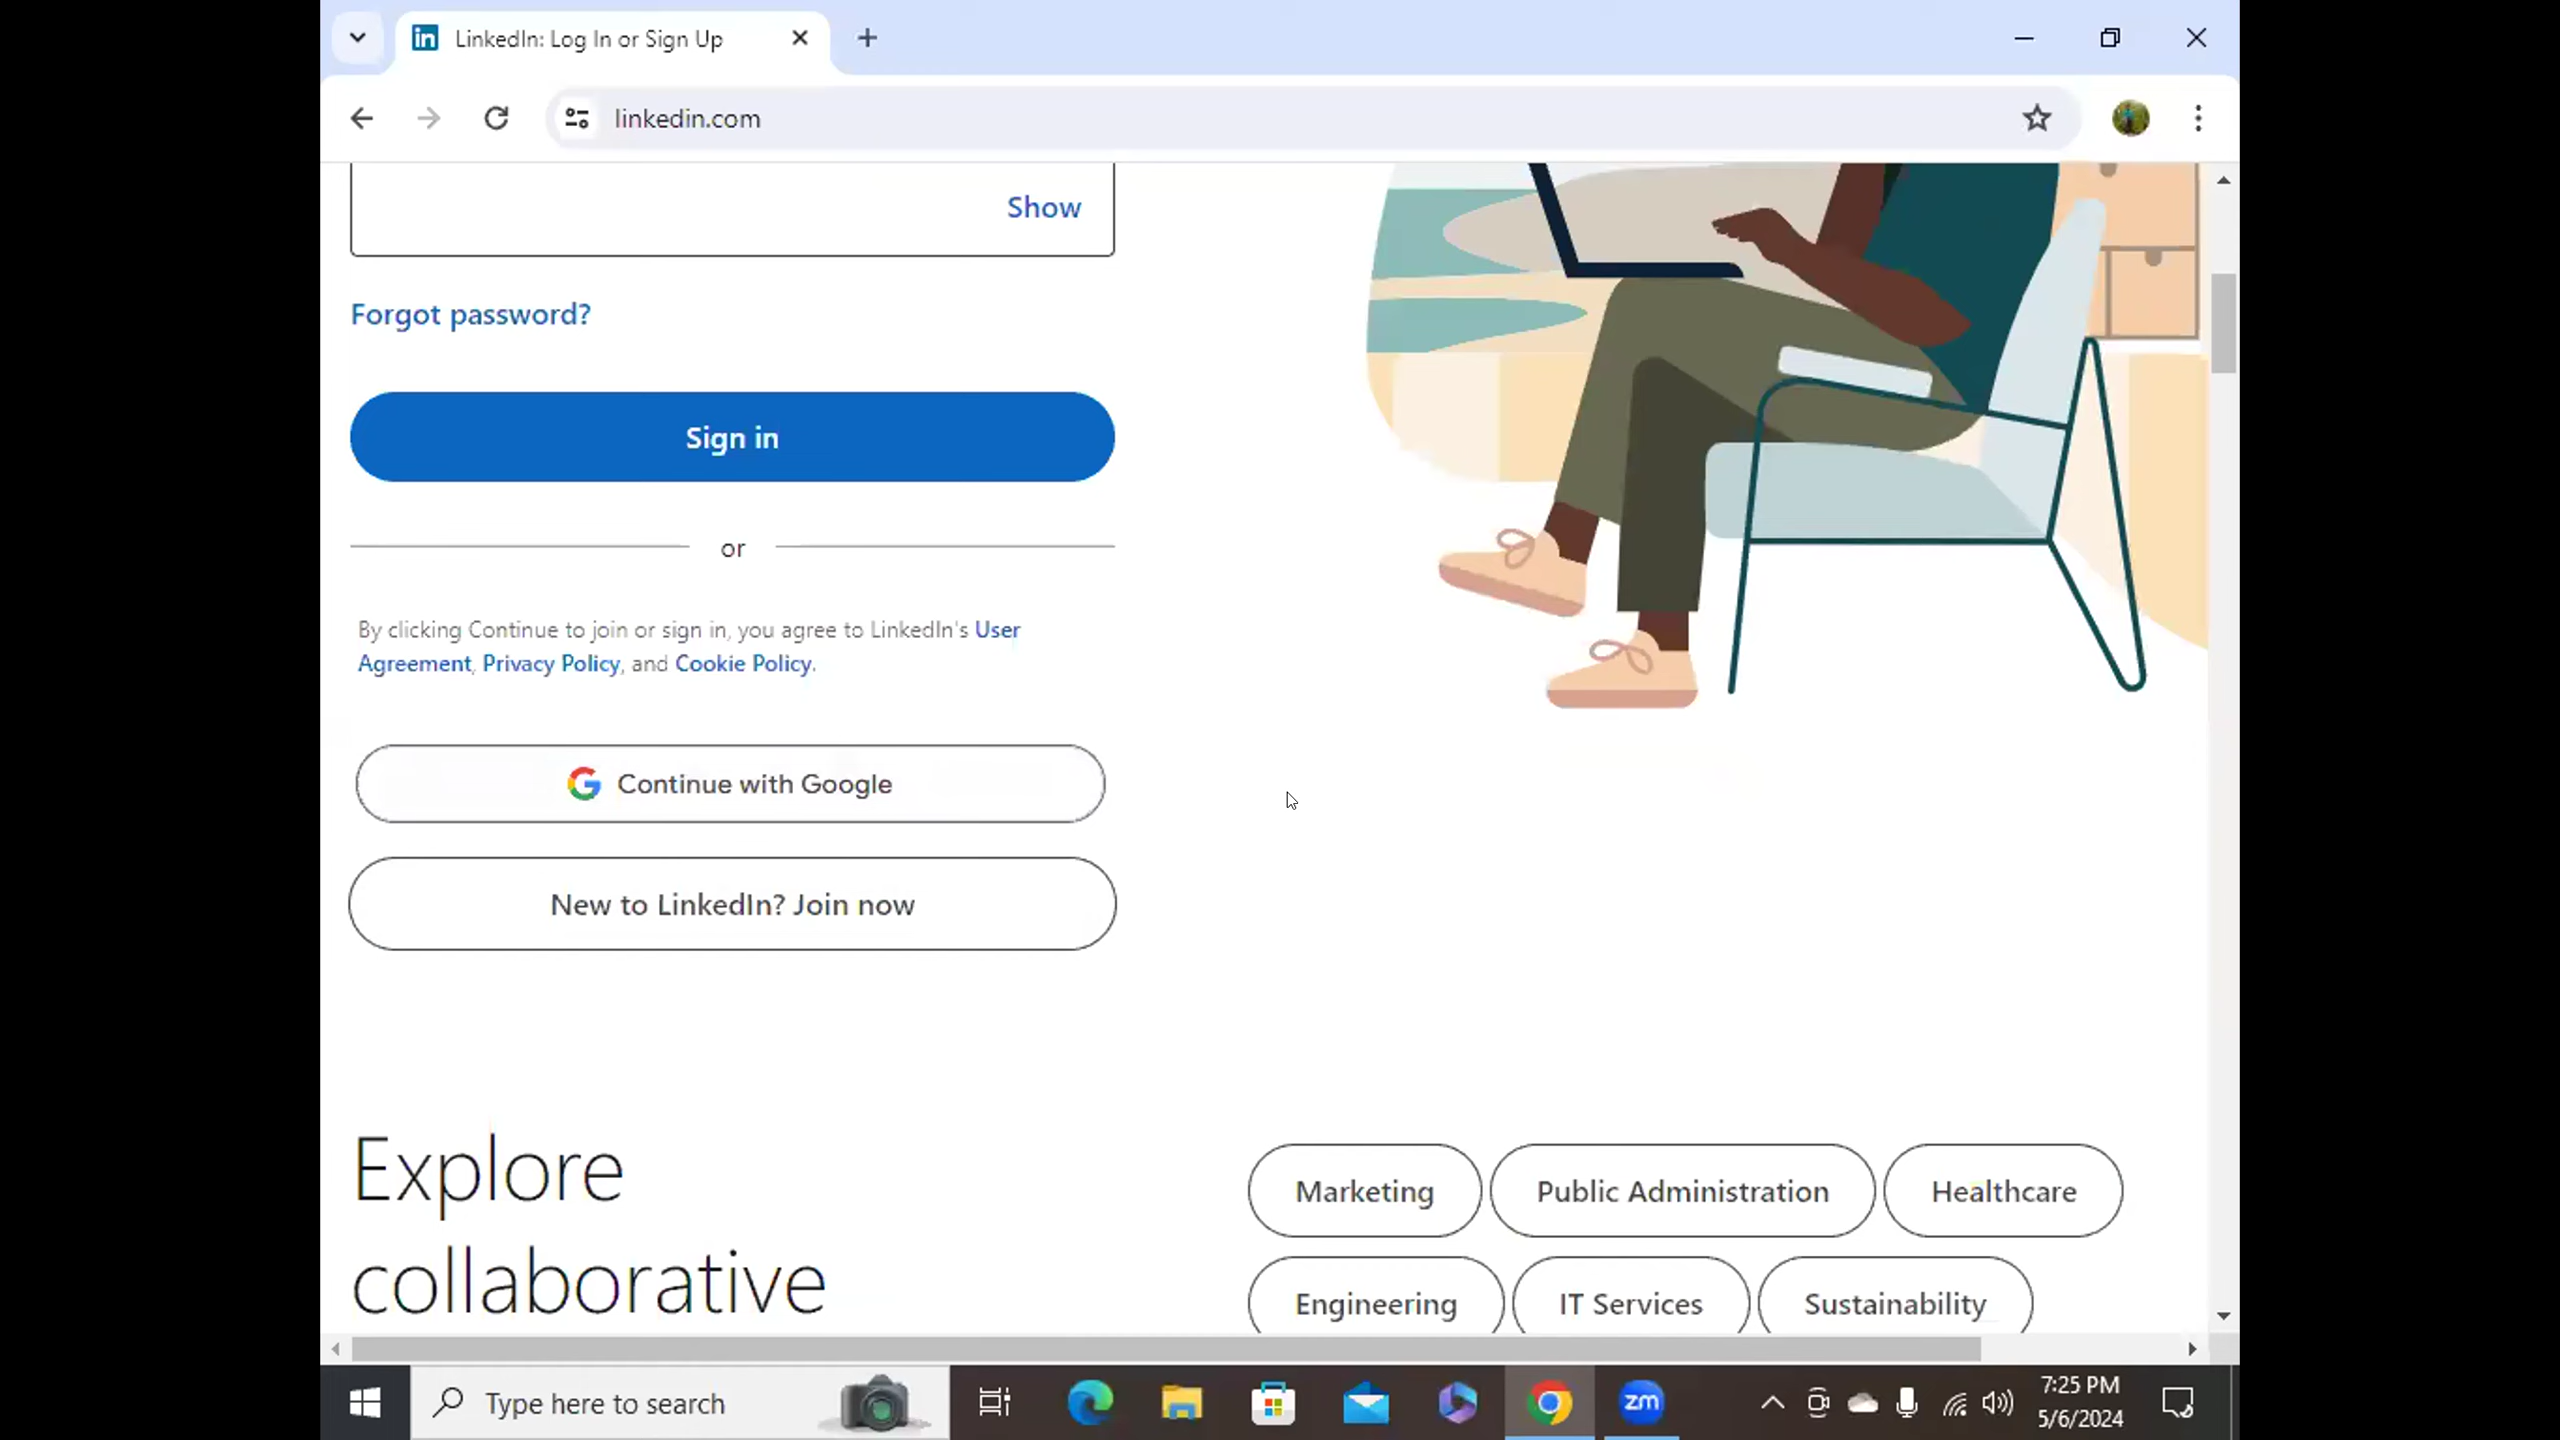 LinkedIn: Log In or Sign Up
linkedin.com
Show
Forgot password?
Sign in
or
By clicking Continue to join or sign in, you agree to LinkedIn's User
Agreement, Privacy Policy, and Cookie Policy.
Continue with Google
New to LinkedIn? Join now
Explore
collaborative
Marketing
Public Administration
Healthcare
Engineering
IT Services
Sustainability
Type here to search
zm
7:25 PM
5/6/2024